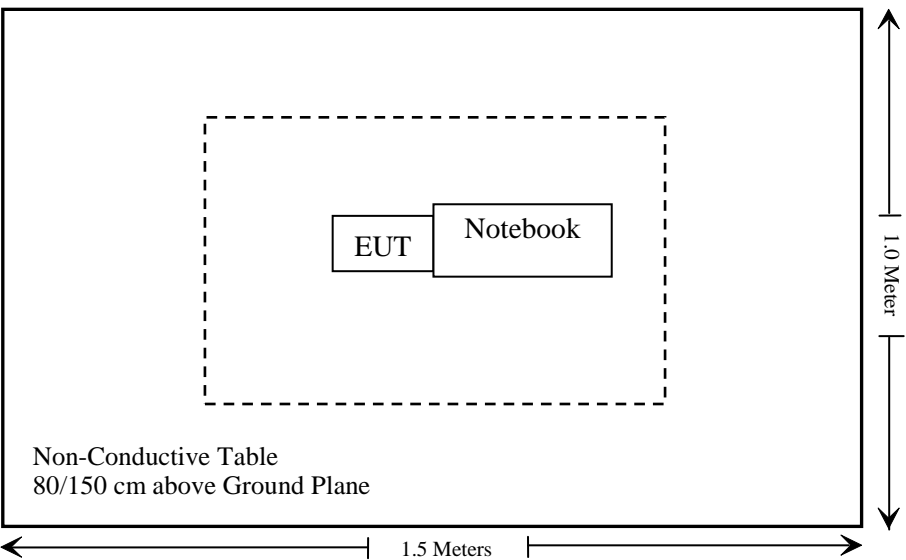 EUT
Notebook
1.0 Meter
Non-Conductive Table
80/150 cm above Ground Plane
1.5 Meters